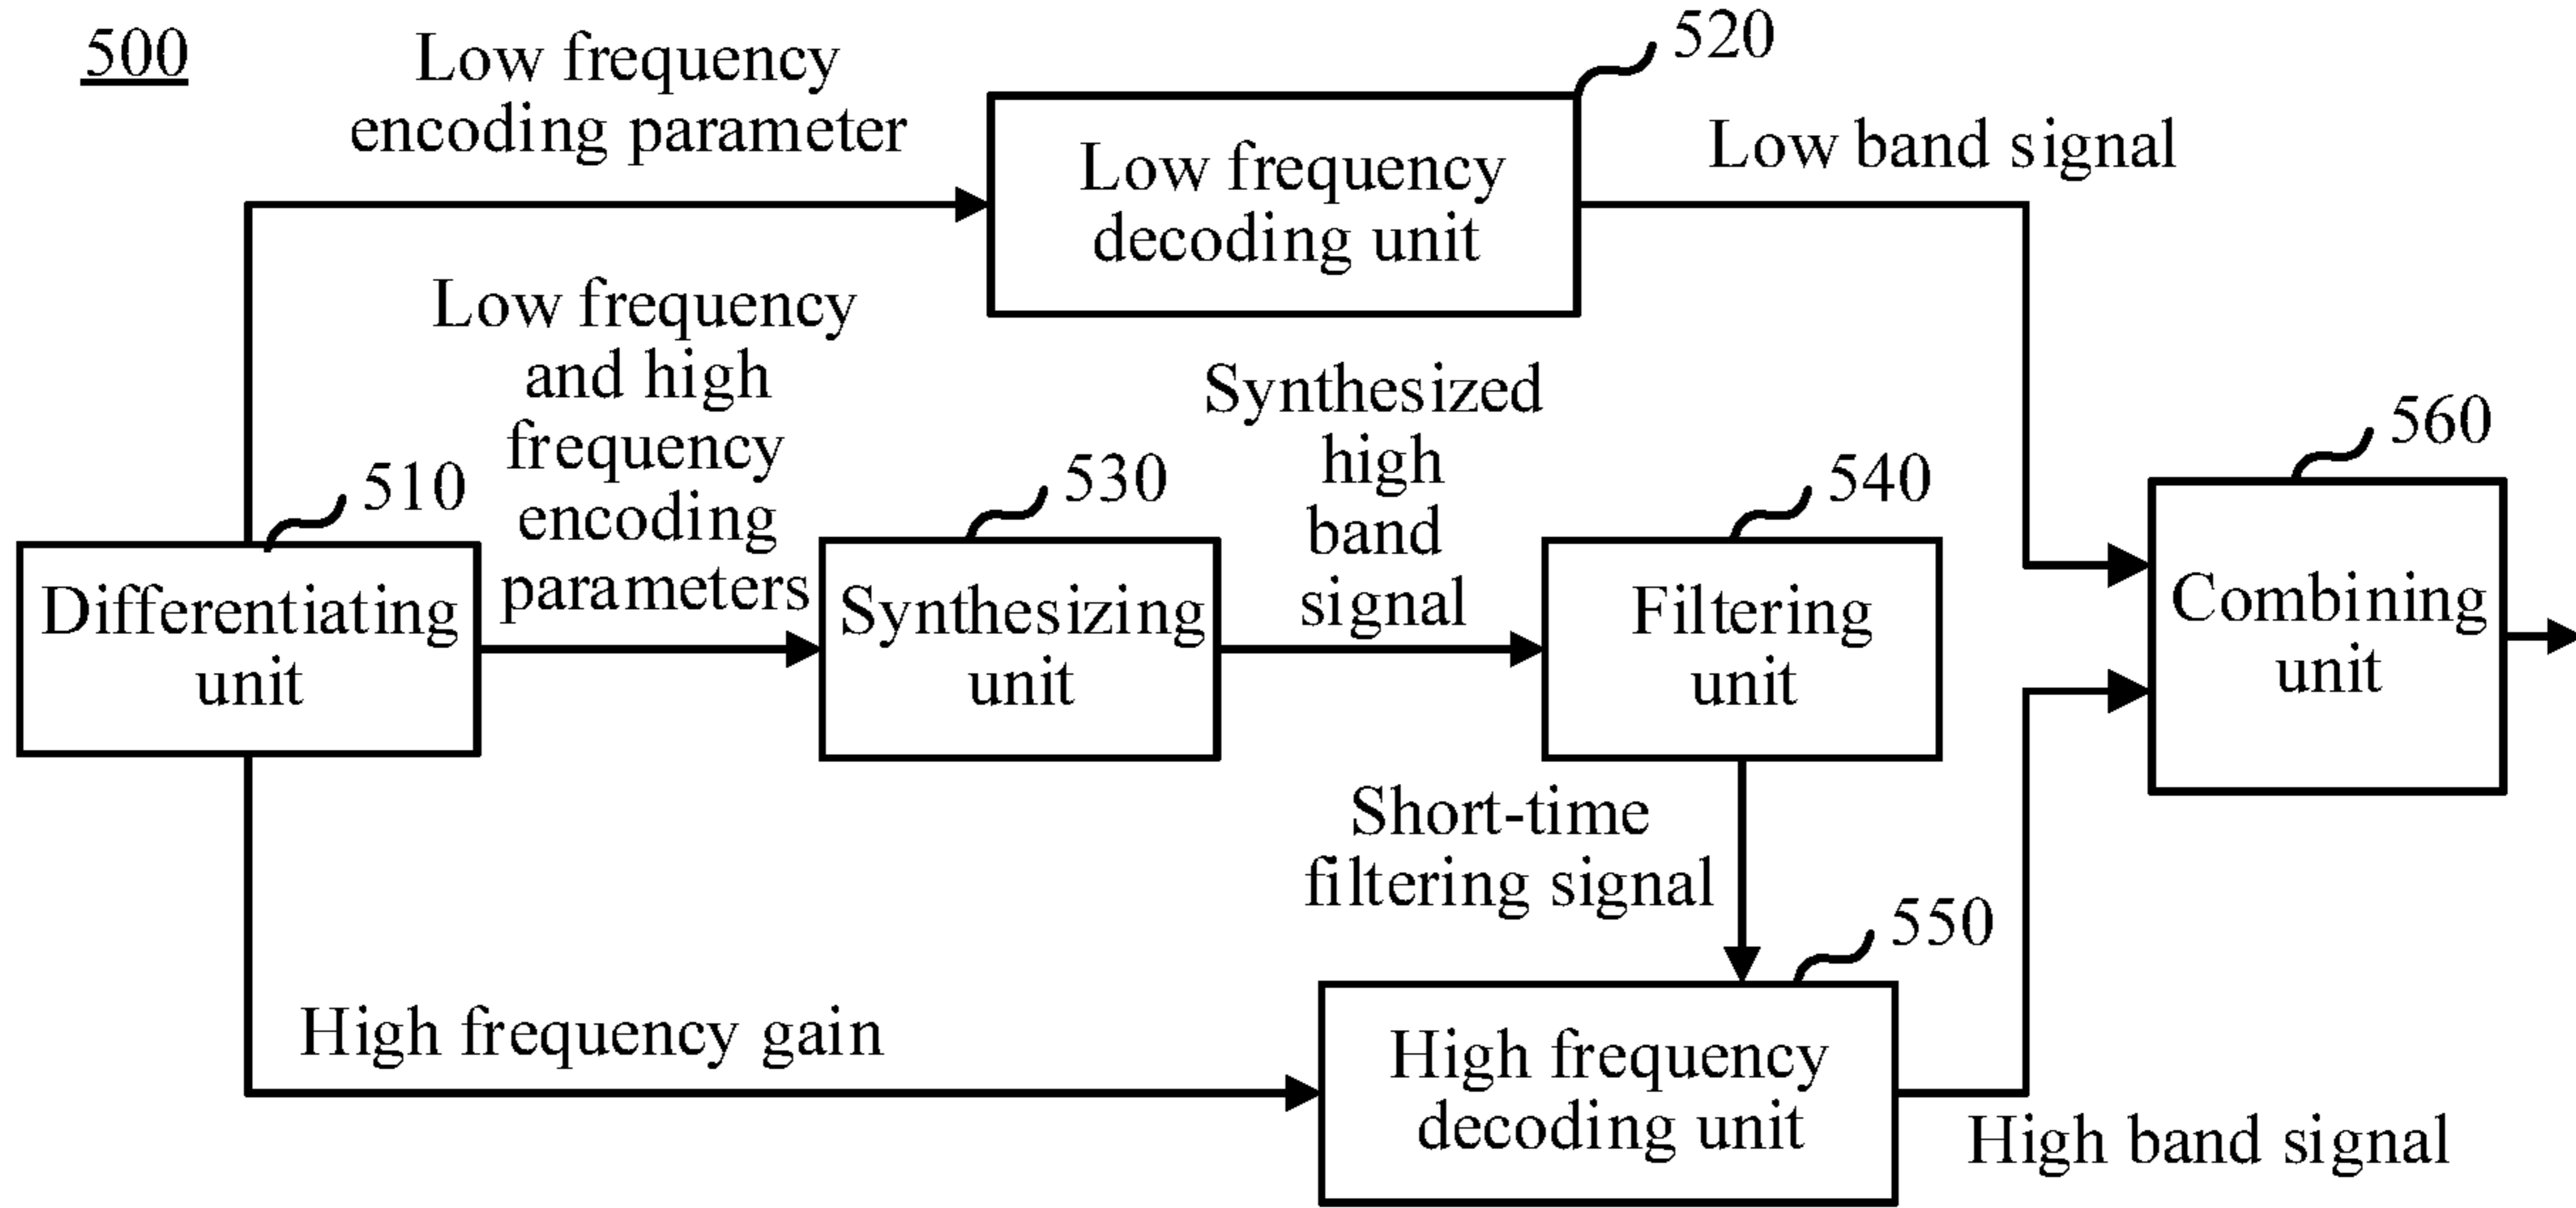 500
Low frequency
encoding parameter
520
Low frequency
decoding unit
Low band signal
Low frequency
and high
frequency
encoding
parameters
510
Differentiating
unit
530
Synthesizing
unit
Synthesized
high
band
signal
540
Filtering
unit
560
Combining
unit
Short-time
filtering signal
550
High frequency gain
High frequency
decoding unit
High band signal